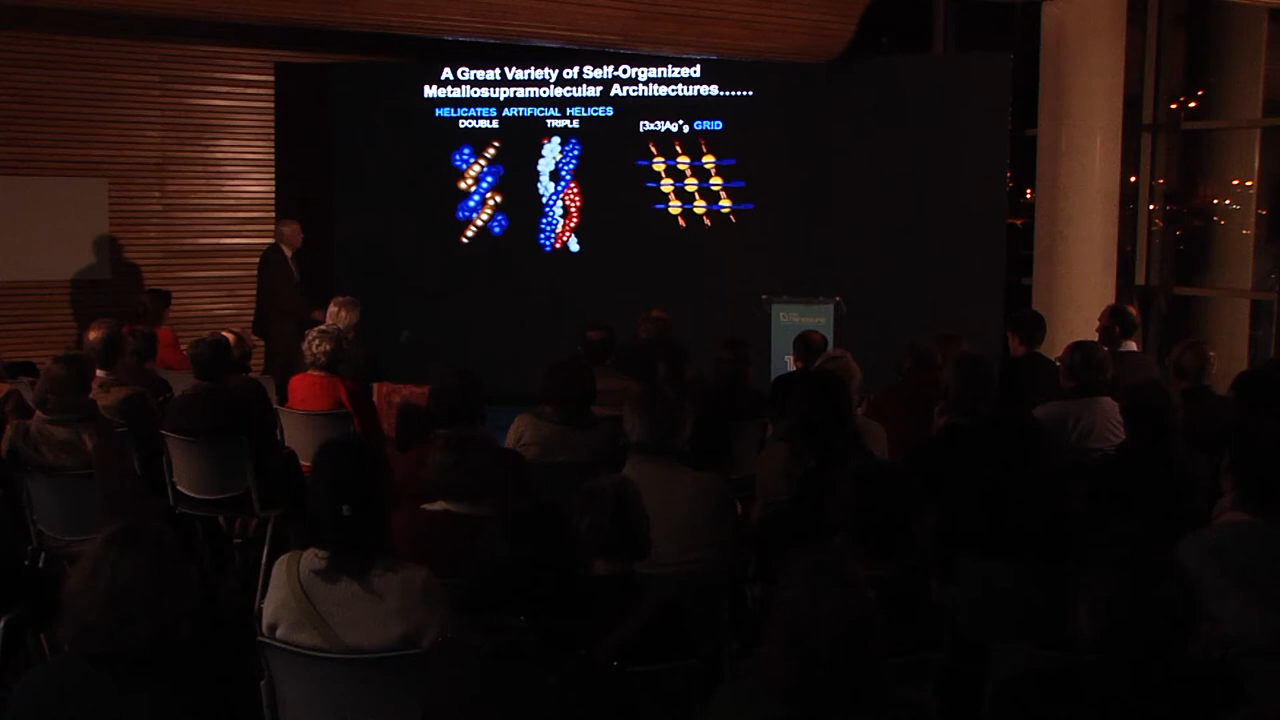 A Great Variety of Self-Organized
Metallosupramolecular Architectures......
HELICATES ARTIFICIAL HELICES
DOUBLE TRIPLE
[3x3]Ag⁺₉ GRID